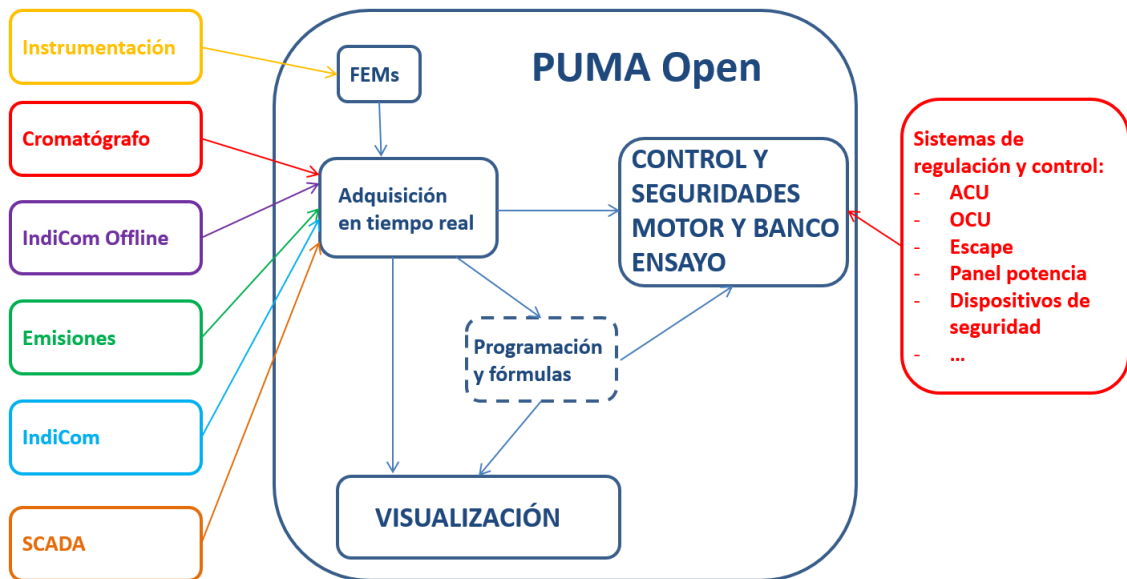 Instrumentación
FEMs
PUMA Open
Cromatógrafo
Adquisición
en tiempo real
CONTROL Y
SEGURIDADES
MOTOR Y BANCO
ENSAYO
Sistemas de
regulación y control:
- ACU
- OCU
- Escape
- Panel potencia
- Dispositivos de
seguridad
- ...
IndiCom Offline
Emisiones
Programación
y fórmulas
IndiCom
VISUALIZACIÓN
SCADA